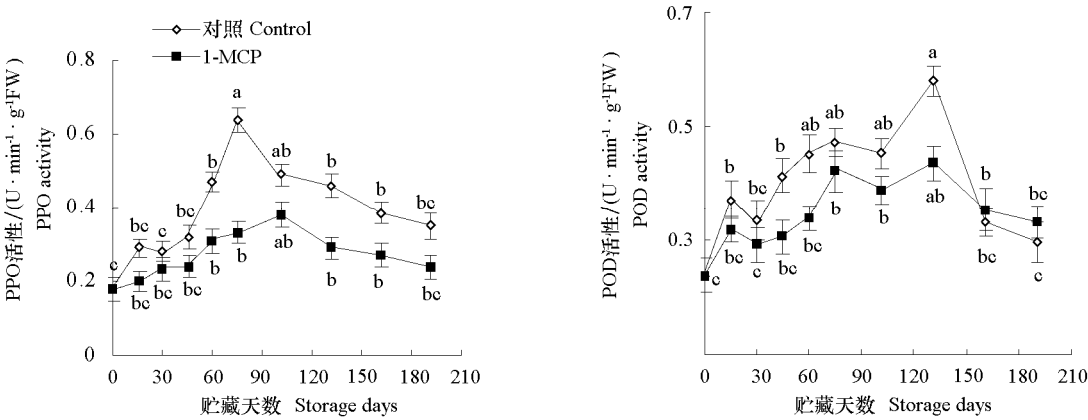 对照 Control
1-MCP
PPO活性/(U · min⁻¹ · g⁻¹FW )
PPO activity
0.8
0.6
0.4
0.2
0
c
bc
c
bc
b
a
ab
b
b
bc
bc
bc
bc
b
b
ab
b
b
bc
0
30
60
90
120
150
180
210
贮藏天数 Storage days
POD活性/(U · min⁻¹ · g⁻¹FW )
POD activity
0.7
0.5
0.3
b
bc
b
ab
ab
ab
a
b
bc
c
bc
c
bc
b
b
b
ab
bc
c
0
30
60
90
120
150
180
210
贮藏天数 Storage days